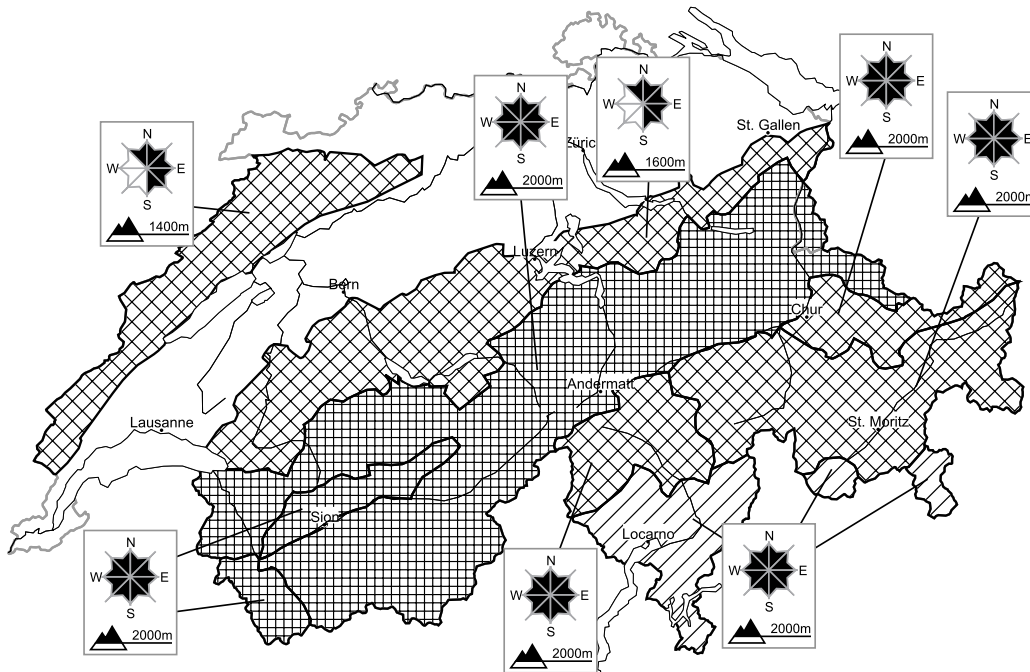 N
W E
S
1400m
N
W E
S
2000m
N
W E
S
1600m
N
W E
S
2000m
N
W E
S
2000m
St. Gallen
Züric
Luzern
Bern
Chur
Andermatt
Lausanne
St. Moritz
Sion
Locarno
N
W E
S
2000m
N
W E
S
2000m
N
W E
S
2000m